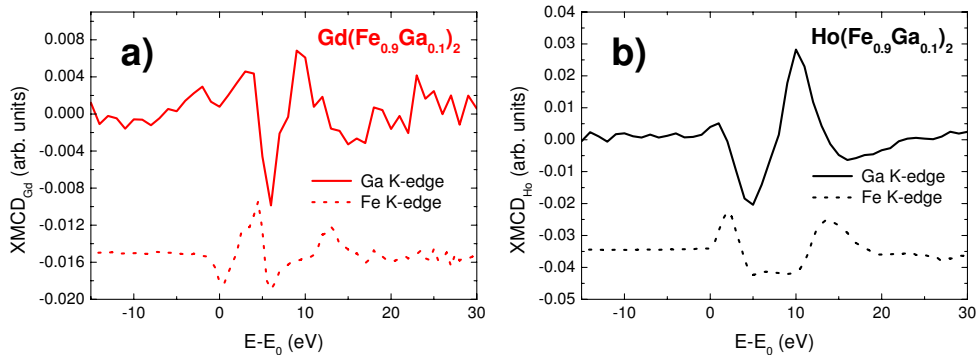 a)
Gd(Fe0.9Ga0.1)2
0.008
0.004
0.000
-0.004
-0.008
-0.012
-0.016
-0.020
XMCDGd (arb. units)
Ga K-edge
Fe K-edge
-10 0 10 20 30
E-E0 (eV)
b)
Ho(Fe0.9Ga0.1)2
0.04
0.03
0.02
0.01
0.00
-0.01
-0.02
-0.03
-0.04
-0.05
XMCDHo (arb. units)
Ga K-edge
Fe K-edge
-10 0 10 20 30
E-E0 (eV)